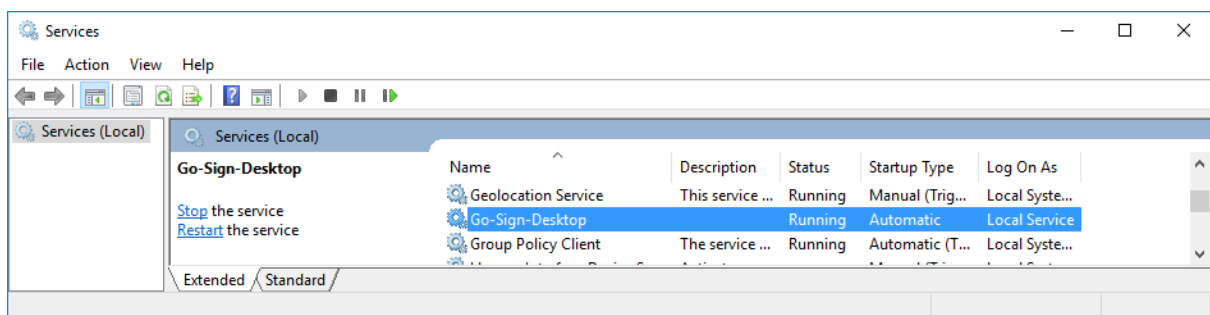 Services
File Action View Help
Services (Local)
Services (Local)
Go-Sign-Desktop
Stop the service
Restart the service
Name Description Status Startup Type Log On As
Geolocation Service This service ... Running Manual (Trig... Local Syste...
Go-Sign-Desktop Running Automatic Local Service
Group Policy Client The service ... Running Automatic (T... Local Syste...
Extended Standard